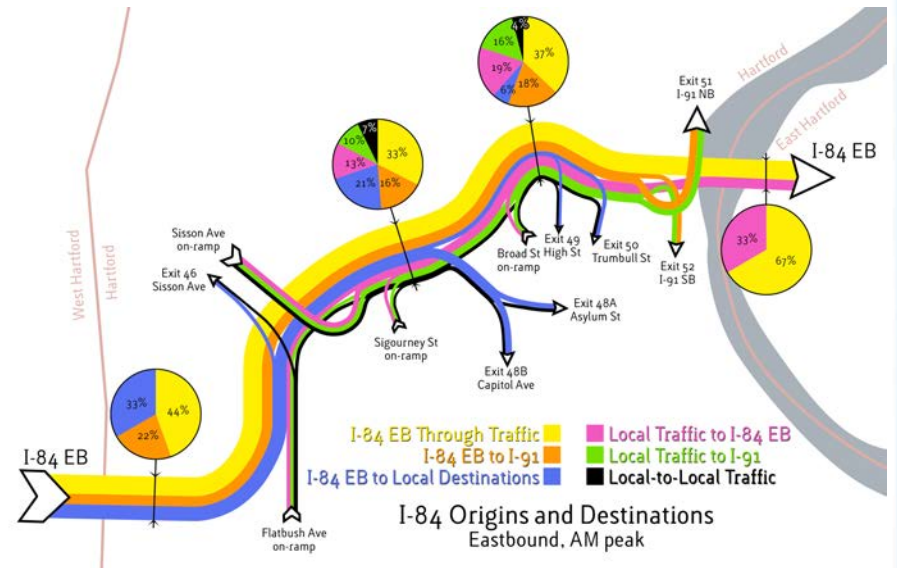 4%
16%
37%
19%
6%
18%
Exit 51
I-91 NB
Hartford
East Hartford
I-84 EB
7%
10%
33%
13%
21%
16%
Sisson Ave
on-ramp
Exit 46
Sisson Ave
West Hartford
Hartford
Broad St
on-ramp
Exit 49
High St
Exit 50
Trumbull St
Exit 52
I-91 SB
33%
67%
Exit 48A
Asylum St
Sigourney St
on-ramp
Exit 48B
Capitol Ave
33%
44%
22%
I-84 EB
I-84 EB Through Traffic
I-84 EB to I-91
I-84 EB to Local Destinations
Local Traffic to I-84 EB
Local Traffic to I-91
Local-to-Local Traffic
Flatbush Ave
on-ramp
I-84 Origins and Destinations
Eastbound, AM peak